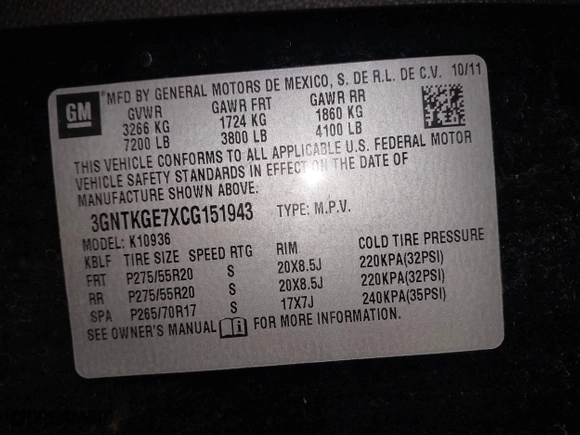 MFD BY GENERAL MOTORS DE MEXICO, S. DE R.L. DE C.V. 10/11
GM
GVWR GAWR FRT GAWR RR
3266 KG 1724 KG 1860 KG
7200 LB 3800 LB 4100 LB
THIS VEHICLE CONFORMS TO ALL APPLICABLE U.S. FEDERAL MOTOR
VEHICLE SAFETY STANDARDS IN EFFECT ON THE DATE OF
MANUFACTURE SHOWN ABOVE.
3GNTKGE7XCG151943 TYPE: M.P.V.
MODEL: K10936
KBLF TIRE SIZE SPEED RTG RIM COLD TIRE PRESSURE
FRT P275/55R20 S 20X8.5J 220KPA(32PSI)
RR P275/55R20 S 20X8.5J 220KPA(32PSI)
SPA P265/70R17 S 17X7J 240KPA(35PSI)
SEE OWNER'S MANUAL FOR MORE INFORMATION.